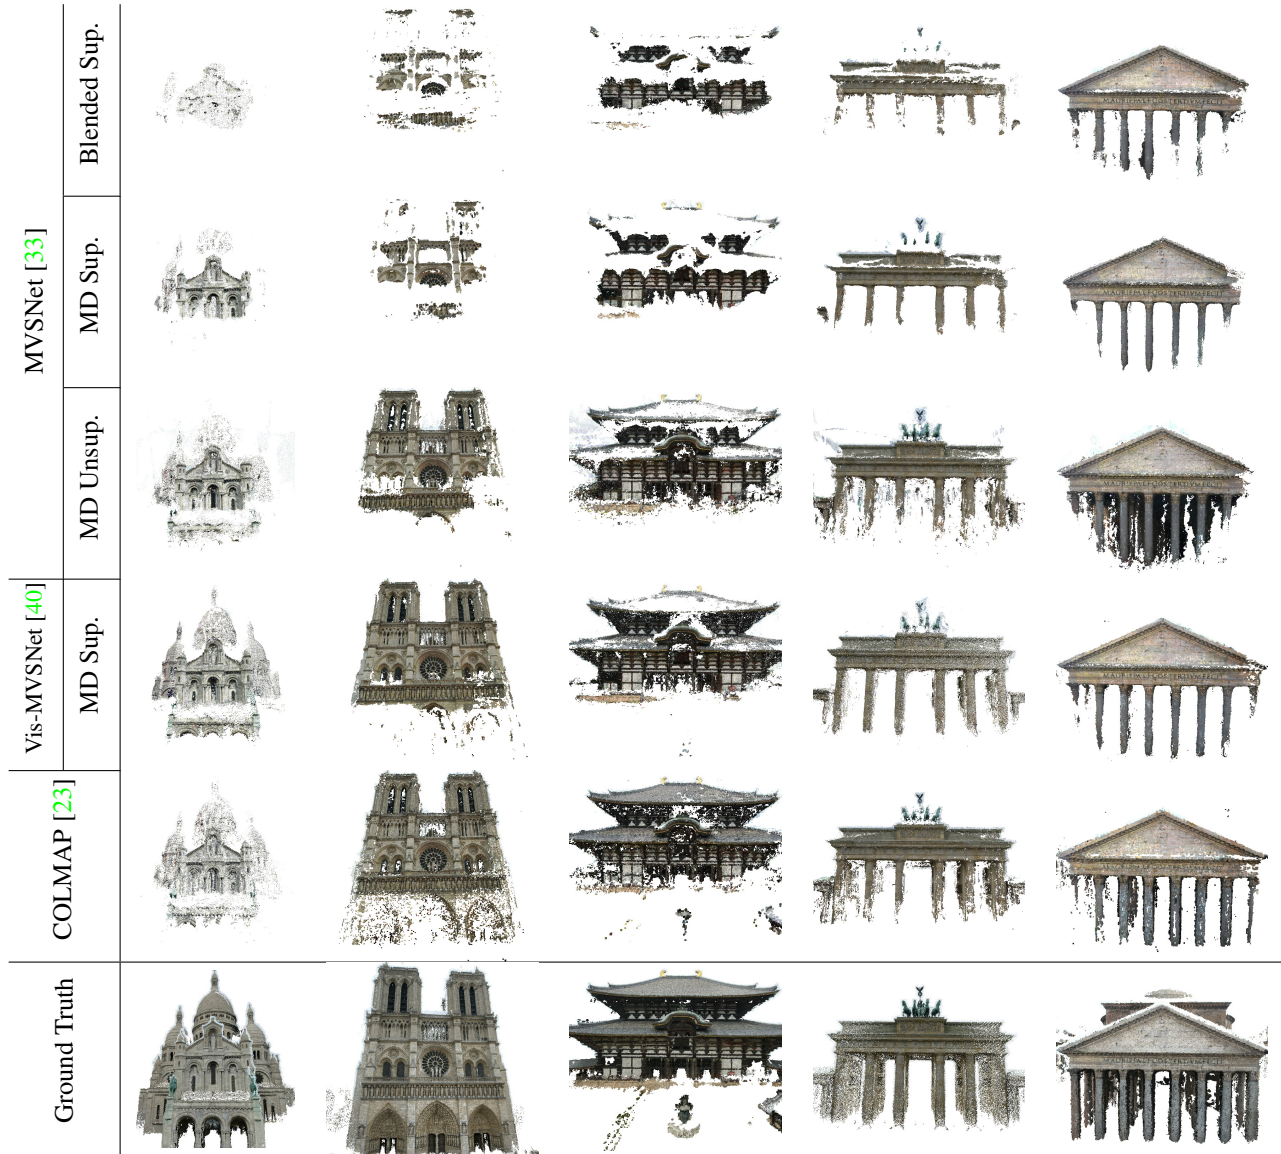 MVSNet [33]
Blended Sup.
MD Sup.
MD Unsup.
Vis-MVSNet [40]
MD Sup.
COLMAP [23]
Ground Truth